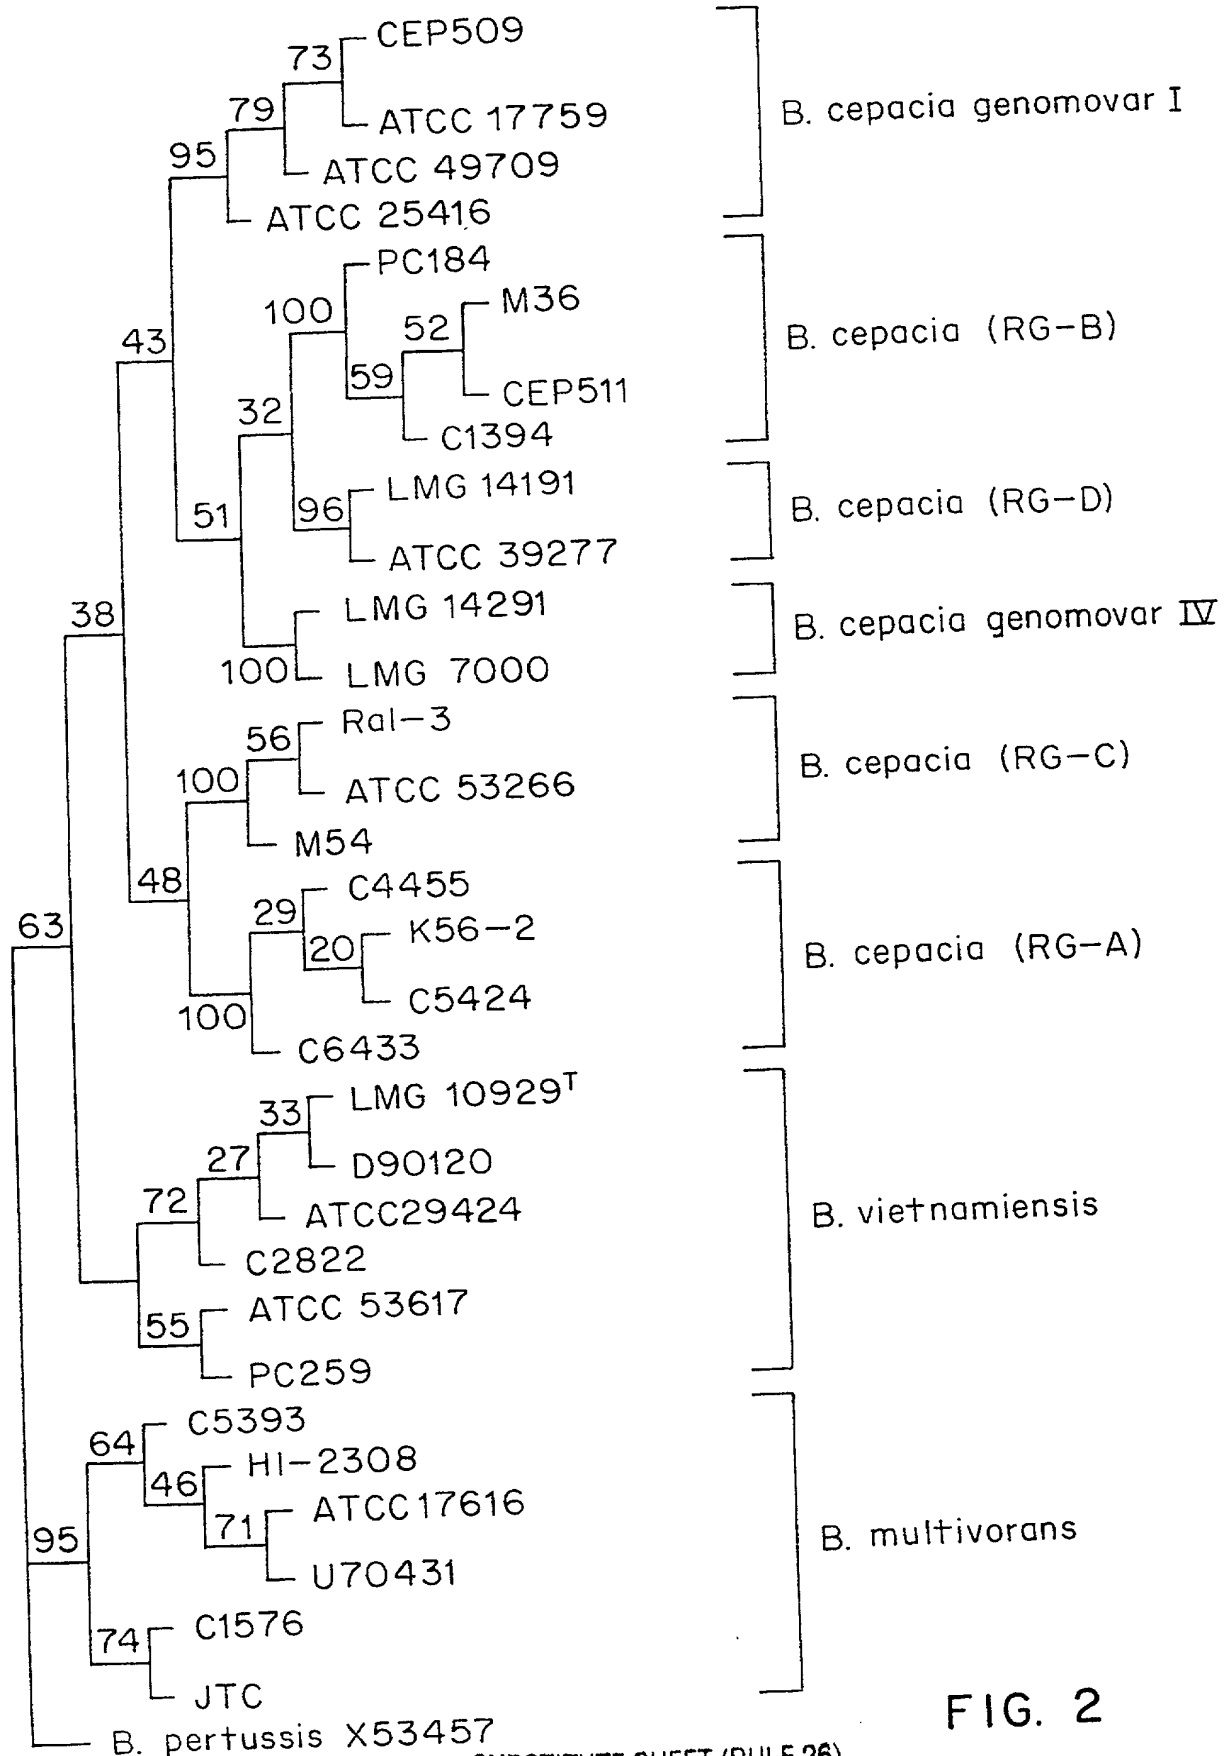 CEP509
73
79
ATCC 17759
B. cepacia genomovar I
95
ATCC 49709
ATCC 25416
PC184
M36
100
52
43
B. cepacia (RG-B)
59
CEP511
32
C1394
LMG 14191
51
96
B. cepacia (RG-D)
ATCC 39277
38
LMG 14291
B. cepacia genomovar IV
100
LMG 7000
Ral-3
56
100
ATCC 53266
B. cepacia (RG-C)
M54
48
C4455
29
63
20
K56-2
B. cepacia (RG-A)
C5424
100
C6433
LMG 10929T
33
27
D90120
72
ATCC29424
B. vietnamiensis
C2822
ATCC 53617
55
PC259
C5393
64
HI-2308
46
ATCC17616
95
71
B. multivorans
U70431
C1576
74
JTC
FIG. 2
B. pertussis X53457
SUBSTITUTE SHEET (RULE 26)